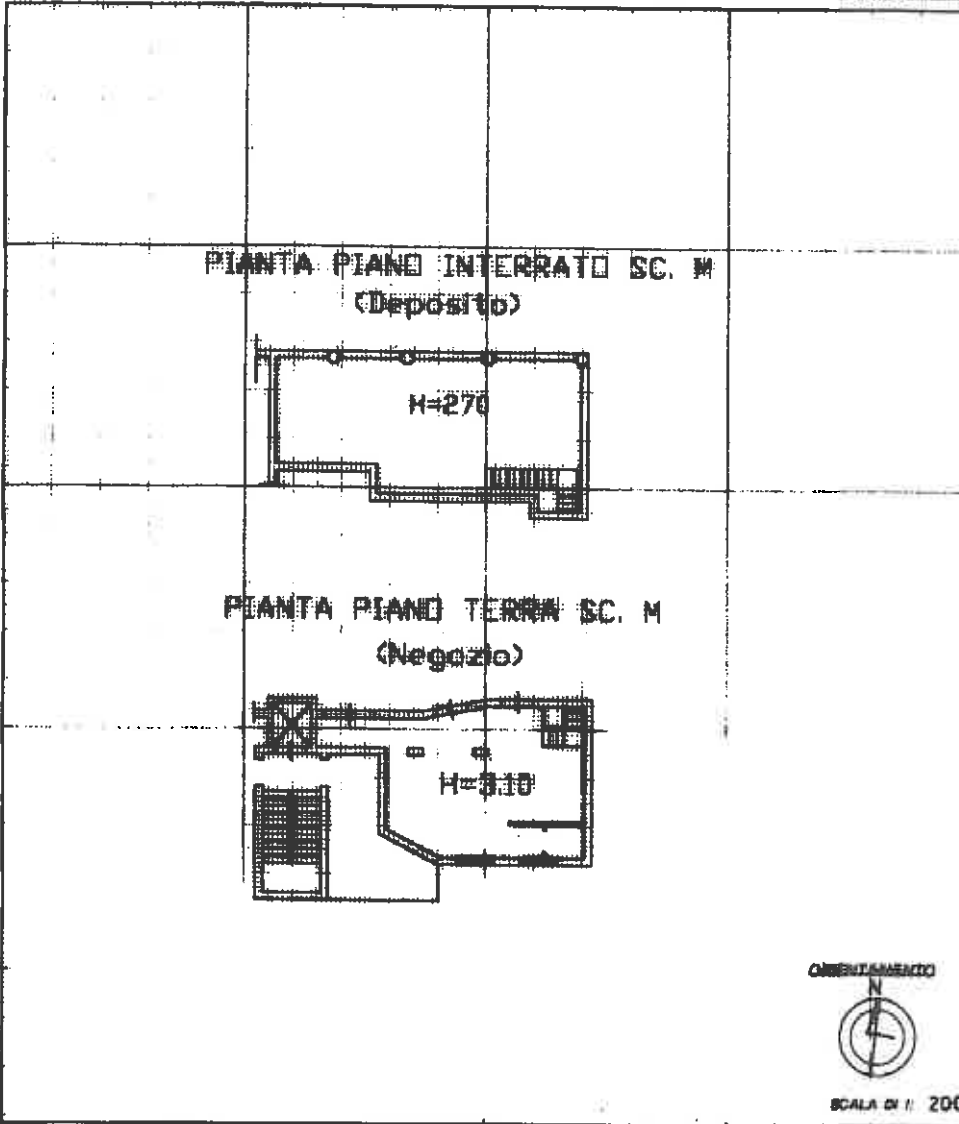 PIANTA PIANO INTERRATO SC. M
(Deposito)
H=270
PIANTA PIANO TERRA SC. M
(Negozio)
H=3.10
ORIENTAMENTO
N
SCALA DI 1: 200